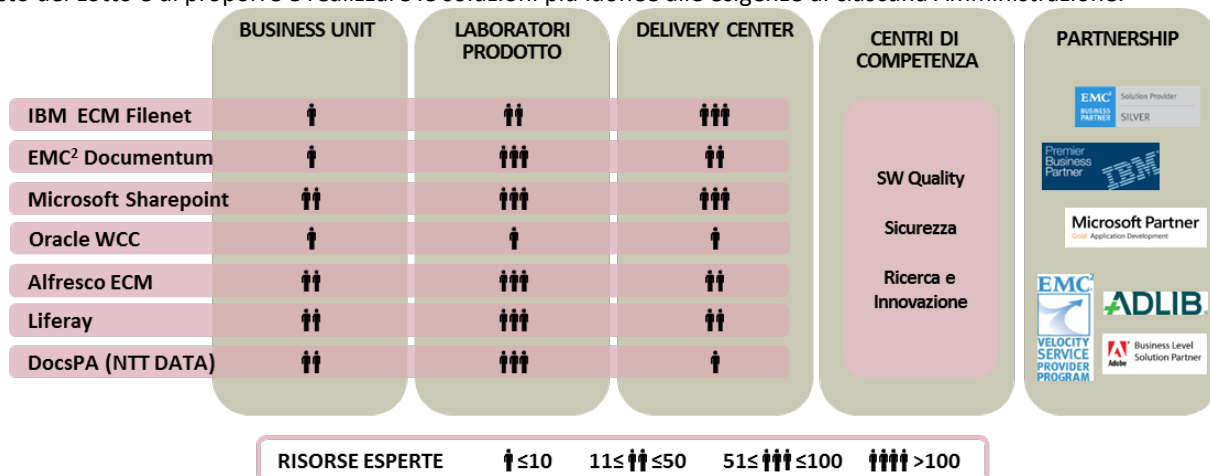 BUSINESS UNIT
LABORATORI
PRODOTTO
DELIVERY CENTER
CENTRI DI
COMPETENZA
PARTNERSHIP
IBM ECM Filenet
EMC² Documentum
Microsoft Sharepoint
Oracle WCC
Alfresco ECM
Liferay
DocsPA (NTT DATA)
SW Quality
Sicurezza
Ricerca e
Innovazione
EMC²
BUSINESS
PARTNER
Solution Provider
SILVER
Premier
Business
Partner
IBM
Microsoft Partner
Gold Application Development
EMC²
VELOCITY
SERVICE
PROVIDER
PROGRAM
ADLIB
Adobe
Business Level
Solution Partner
RISORSE ESPERTE ≤10 11≤ ≤50 51≤ ≤100 >100